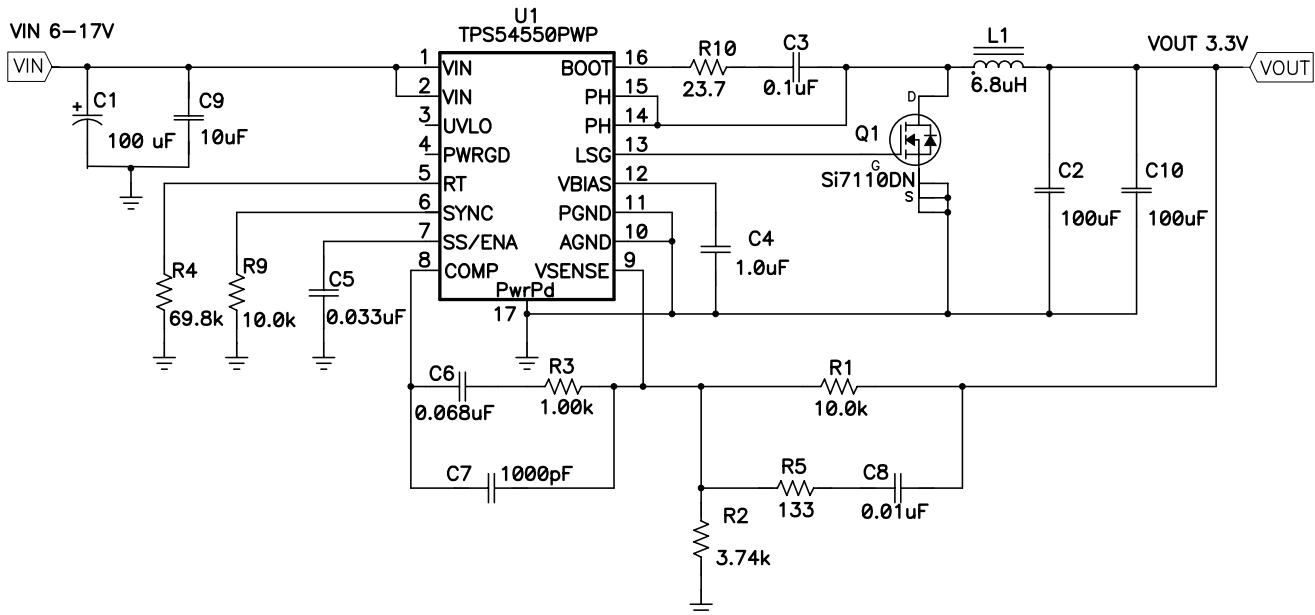 VIN 6-17V
VIN
C1
+
100 uF
C9
10uF
U1
TPS54550PWP
1 VIN
2 VIN
3 UVLO
4 PWRGD
5 RT
6 SYNC
7 SS/ENA
8 COMP
BOOT 16
PH 15
PH 14
LSG 13
VBIAS 12
PGND 11
AGND 10
VSENSE 9
PwrPd
17
R10
23.7
C3
0.1uF
L1
6.8uH
VOUT 3.3V
VOUT
D
Q1
G
Si7110DN
S
C2
100uF
C10
100uF
C4
1.0uF
R4
69.8k
R9
10.0k
C5
0.033uF
C6
0.068uF
R3
1.00k
R1
10.0k
C7
1000pF
R5
133
C8
0.01uF
R2
3.74k